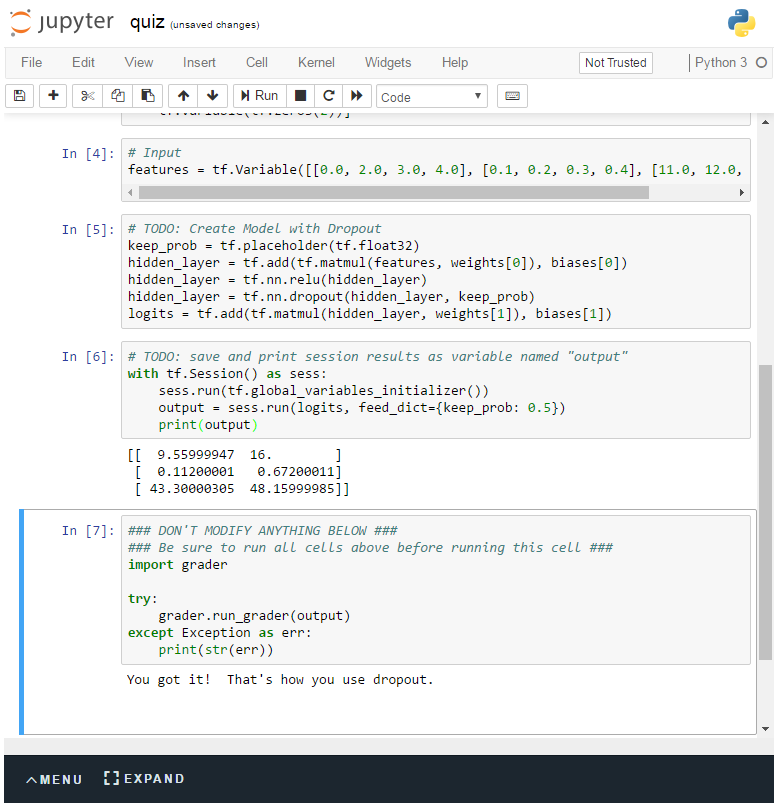 jupyter quiz (unsaved changes)
File Edit View Insert Cell Kernel Widgets Help Not Trusted Python 3
Run Code
In [4]: # Input
features = tf.Variable([[0.0, 2.0, 3.0, 4.0], [0.1, 0.2, 0.3, 0.4], [11.0, 12.0,
In [5]: # TODO: Create Model with Dropout
keep_prob = tf.placeholder(tf.float32)
hidden_layer = tf.add(tf.matmul(features, weights[0]), biases[0])
hidden_layer = tf.nn.relu(hidden_layer)
hidden_layer = tf.nn.dropout(hidden_layer, keep_prob)
logits = tf.add(tf.matmul(hidden_layer, weights[1]), biases[1])
In [6]: # TODO: save and print session results as variable named "output"
with tf.Session() as sess:
    sess.run(tf.global_variables_initializer())
    output = sess.run(logits, feed_dict={keep_prob: 0.5})
    print(output)
[[  9.55999947  16.        ]
 [  0.11200001   0.67200011]
 [ 43.30000305  48.15999985]]
In [7]: ### DON'T MODIFY ANYTHING BELOW ###
### Be sure to run all cells above before running this cell ###
import grader
try:
    grader.run_grader(output)
except Exception as err:
    print(str(err))
You got it!  That's how you use dropout.
MENU EXPAND